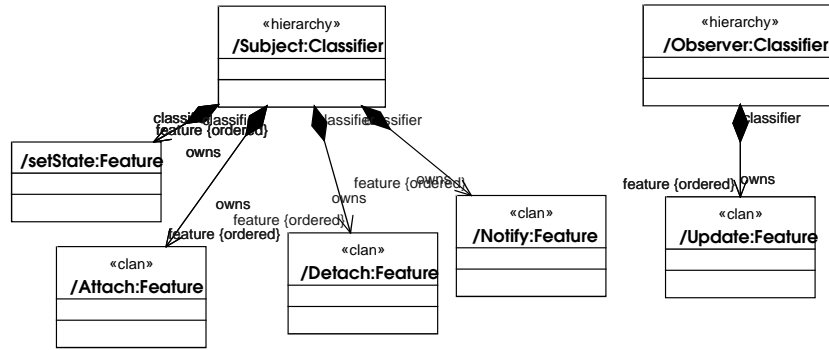 «hierarchy»
/Subject:Classifier
«hierarchy»
/Observer:Classifier
classifier
classifier
classifier
classifier
classifier
feature {ordered}
owns
/setState:Feature
feature {ordered}
owns
feature {ordered}
owns
owns
feature {ordered}
owns
feature {ordered}
«clan»
/Attach:Feature
«clan»
/Detach:Feature
«clan»
/Notify:Feature
«clan»
/Update:Feature